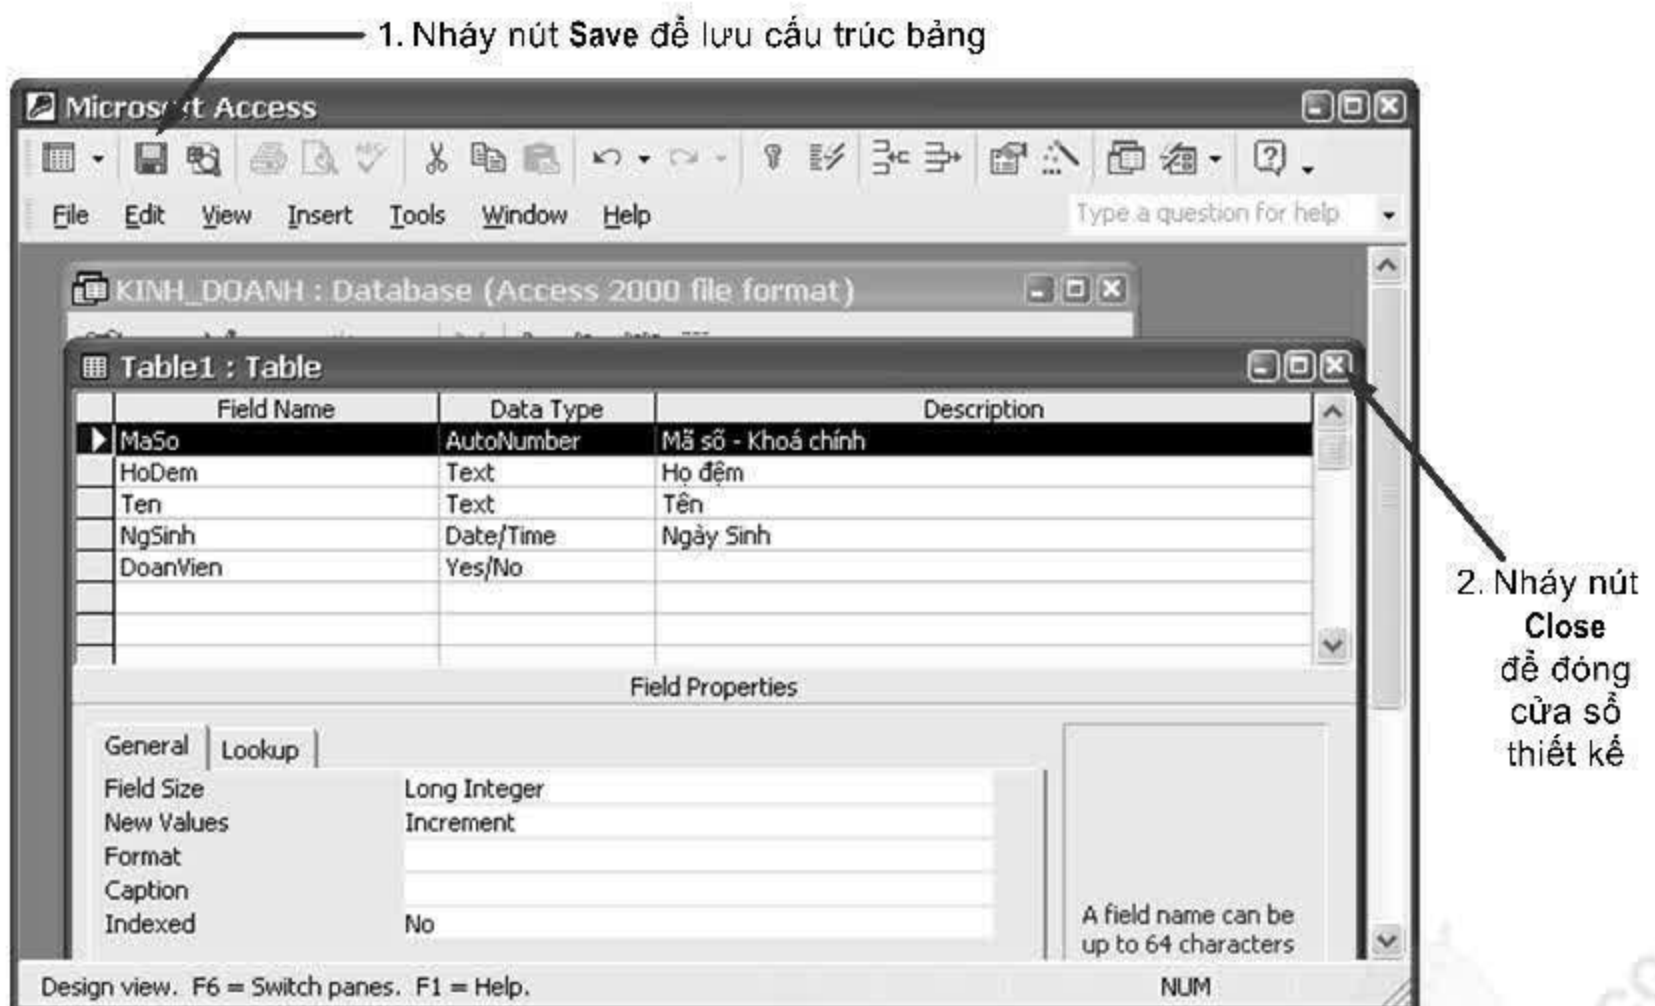 1. Nháy nút Save để lưu cấu trúc bảng
Microsoft Access
File Edit View Insert Tools Window Help Type a question for help
KINH_DOANH : Database (Access 2000 file format)
Table1 : Table
Field Name Data Type Description
MaSo AutoNumber Mã số - Khoá chính
HoDem Text Họ đệm
Ten Text Tên
NgSinh Date/Time Ngày Sinh
DoanVien Yes/No
2. Nháy nút
Close
để đóng
cửa sổ
thiết kế
Field Properties
General Lookup
Field Size Long Integer
New Values Increment
Format
Caption
Indexed No
A field name can be
up to 64 characters
Design view. F6 = Switch panes. F1 = Help. NUM